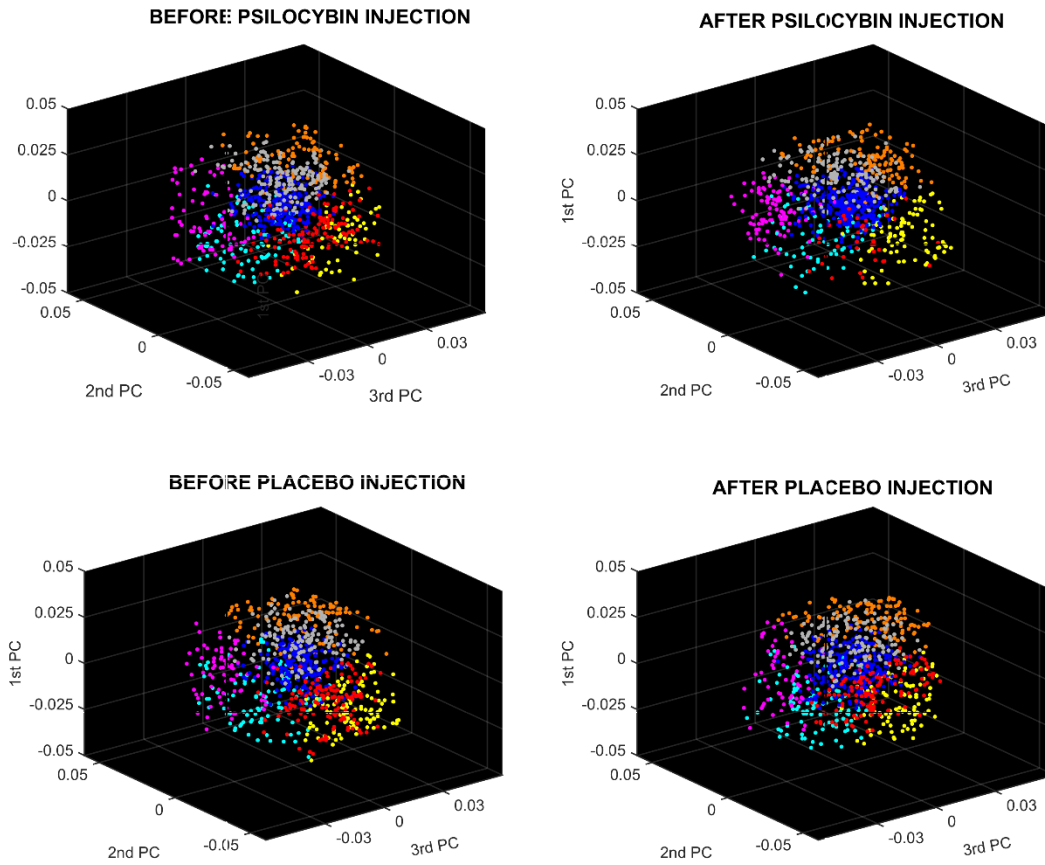 BEFORE PSILOCYBIN INJECTION
0.05
0.025
0
-0.025
-0.05
1st PC
0.05
0
-0.05
2nd PC
-0.03
0
0.03
3rd PC
AFTER PSILOCYBIN INJECTION
0.05
0.025
0
-0.025
-0.05
1st PC
0.05
0
-0.05
2nd PC
-0.03
0
0.03
3rd PC
BEFORE PLACEBO INJECTION
0.05
0.025
0
-0.025
-0.05
1st PC
0.05
0
-0.05
2nd PC
-0.03
0
0.03
3rd PC
AFTER PLACEBO INJECTION
0.05
0.025
0
-0.025
-0.05
1st PC
0.05
0
-0.05
2nd PC
-0.03
0
0.03
3rd PC